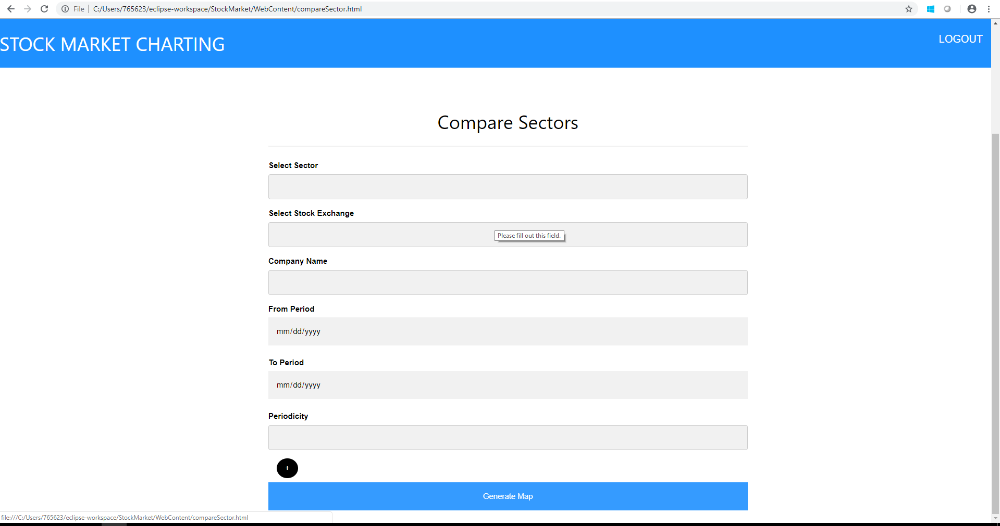 File C:/Users/765623/eclipse-workspace/StockMarket/WebContent/compareSector.html
STOCK MARKET CHARTING
LOGOUT
Compare Sectors
Select Sector
Select Stock Exchange
Please fill out this field.
Company Name
From Period
mm/dd/yyyy
To Period
mm/dd/yyyy
Periodicity
+
Generate Map
file:///C:/Users/765623/eclipse-workspace/StockMarket/WebContent/compareSector.html